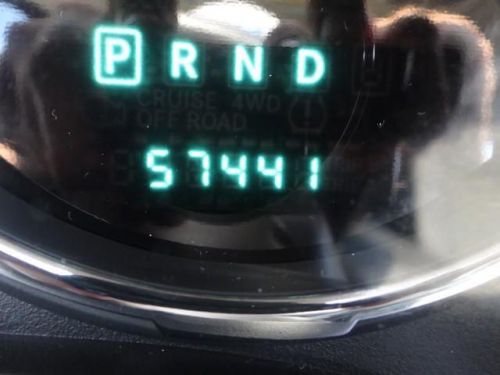 P R N D
CRUISE 4WD
OFF ROAD
57441